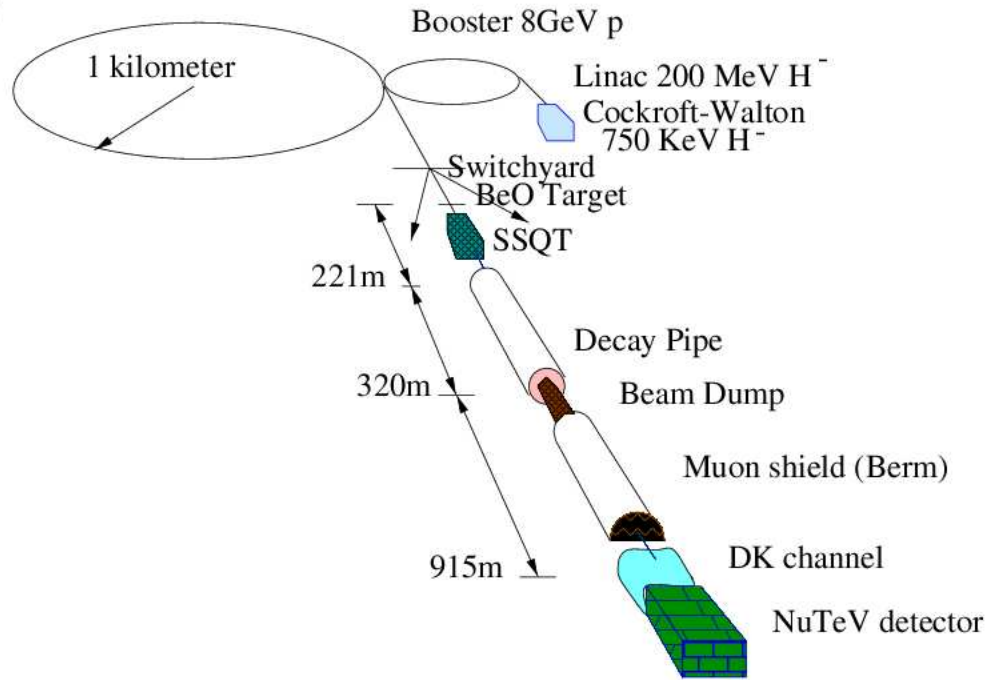 Booster 8GeV p
1 kilometer
Linac 200 MeV H-
Cockroft-Walton
750 KeV H-
Switchyard
BeO Target
SSQT
221m
Decay Pipe
320m
Beam Dump
Muon shield (Berm)
DK channel
915m
NuTeV detector